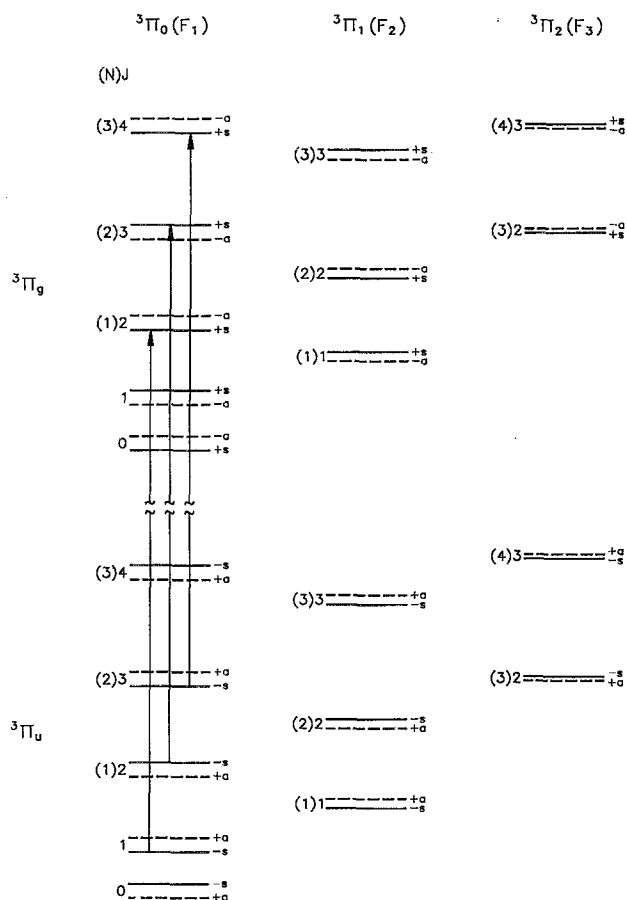 ³Π₀(F₁)
³Π₁(F₂)
³Π₂(F₃)
(N)J
³Π_g
(3)4
-a
+s
(2)3
+s
-a
(1)2
-a
+s
1
+s
-a
0
-a
+s
(3)3
+s
-a
(2)2
-a
+s
(1)1
+s
-a
(4)3
+s
-a
(3)2
-a
+s
³Π_u
(3)4
-s
+a
(2)3
+a
-s
(1)2
-s
+a
1
+a
-s
0
-s
+a
(3)3
+a
-s
(2)2
-s
+a
(1)1
+a
-s
(4)3
+a
-s
(3)2
-s
+a